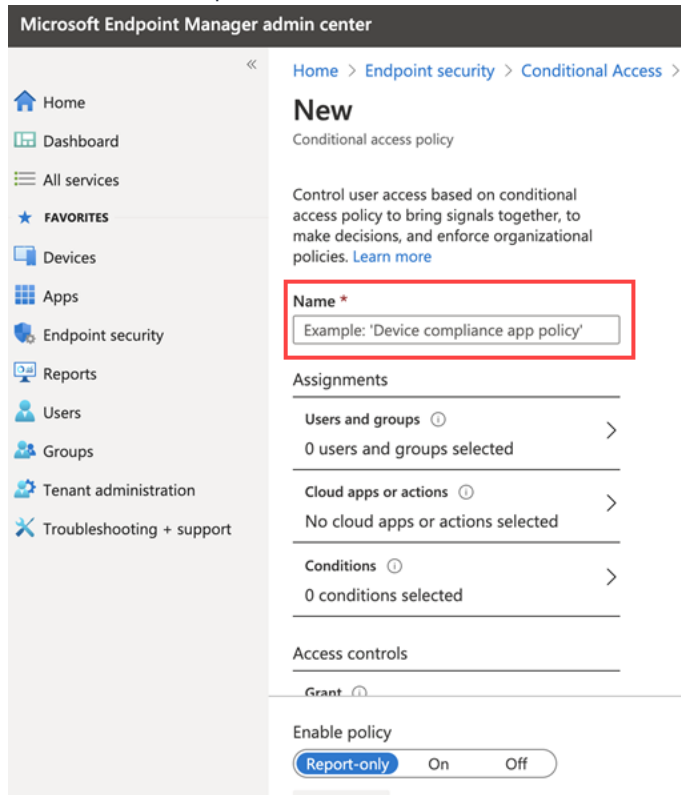 Microsoft Endpoint Manager admin center
«
Home
Dashboard
All services
FAVORITES
Devices
Apps
Endpoint security
Reports
Users
Groups
Tenant administration
Troubleshooting + support
Home > Endpoint security > Conditional Access >
New
Conditional access policy
Control user access based on conditional
access policy to bring signals together, to
make decisions, and enforce organizational
policies. Learn more
Name *
Example: 'Device compliance app policy'
Assignments
Users and groups
0 users and groups selected
Cloud apps or actions
No cloud apps or actions selected
Conditions
0 conditions selected
Access controls
Grant
Enable policy
Report-only On Off